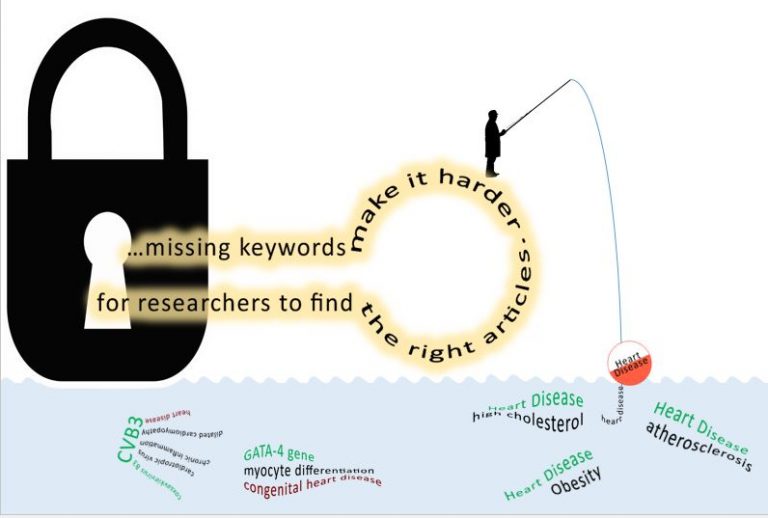 ...missing keywords
make it harder
for researchers to find
the right articles.
Heart
Disease
heart disease
Heart Disease
high cholesterol
Heart Disease
atherosclerosis
Heart Disease
Obesity
CVB3
heart disease
dilated cardiomyopathy
chronic inflammation
cardiotropic virus
coxsackievirus B3
GATA-4 gene
myocyte differentiation
congenital heart disease